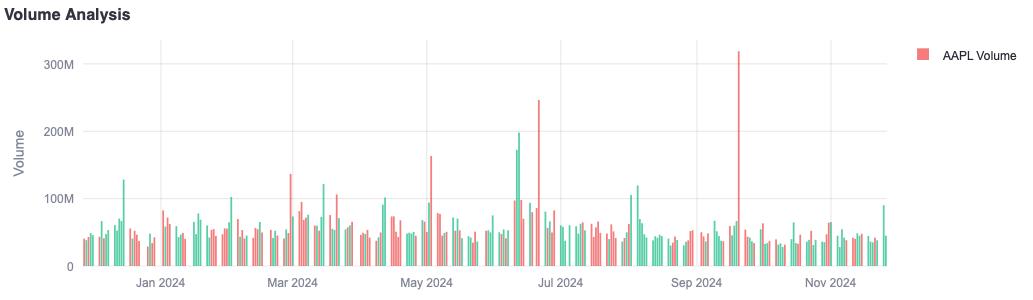 Volume Analysis
AAPL Volume
300M
200M
100M
0
Volume
Jan 2024
Mar 2024
May 2024
Jul 2024
Sep 2024
Nov 2024